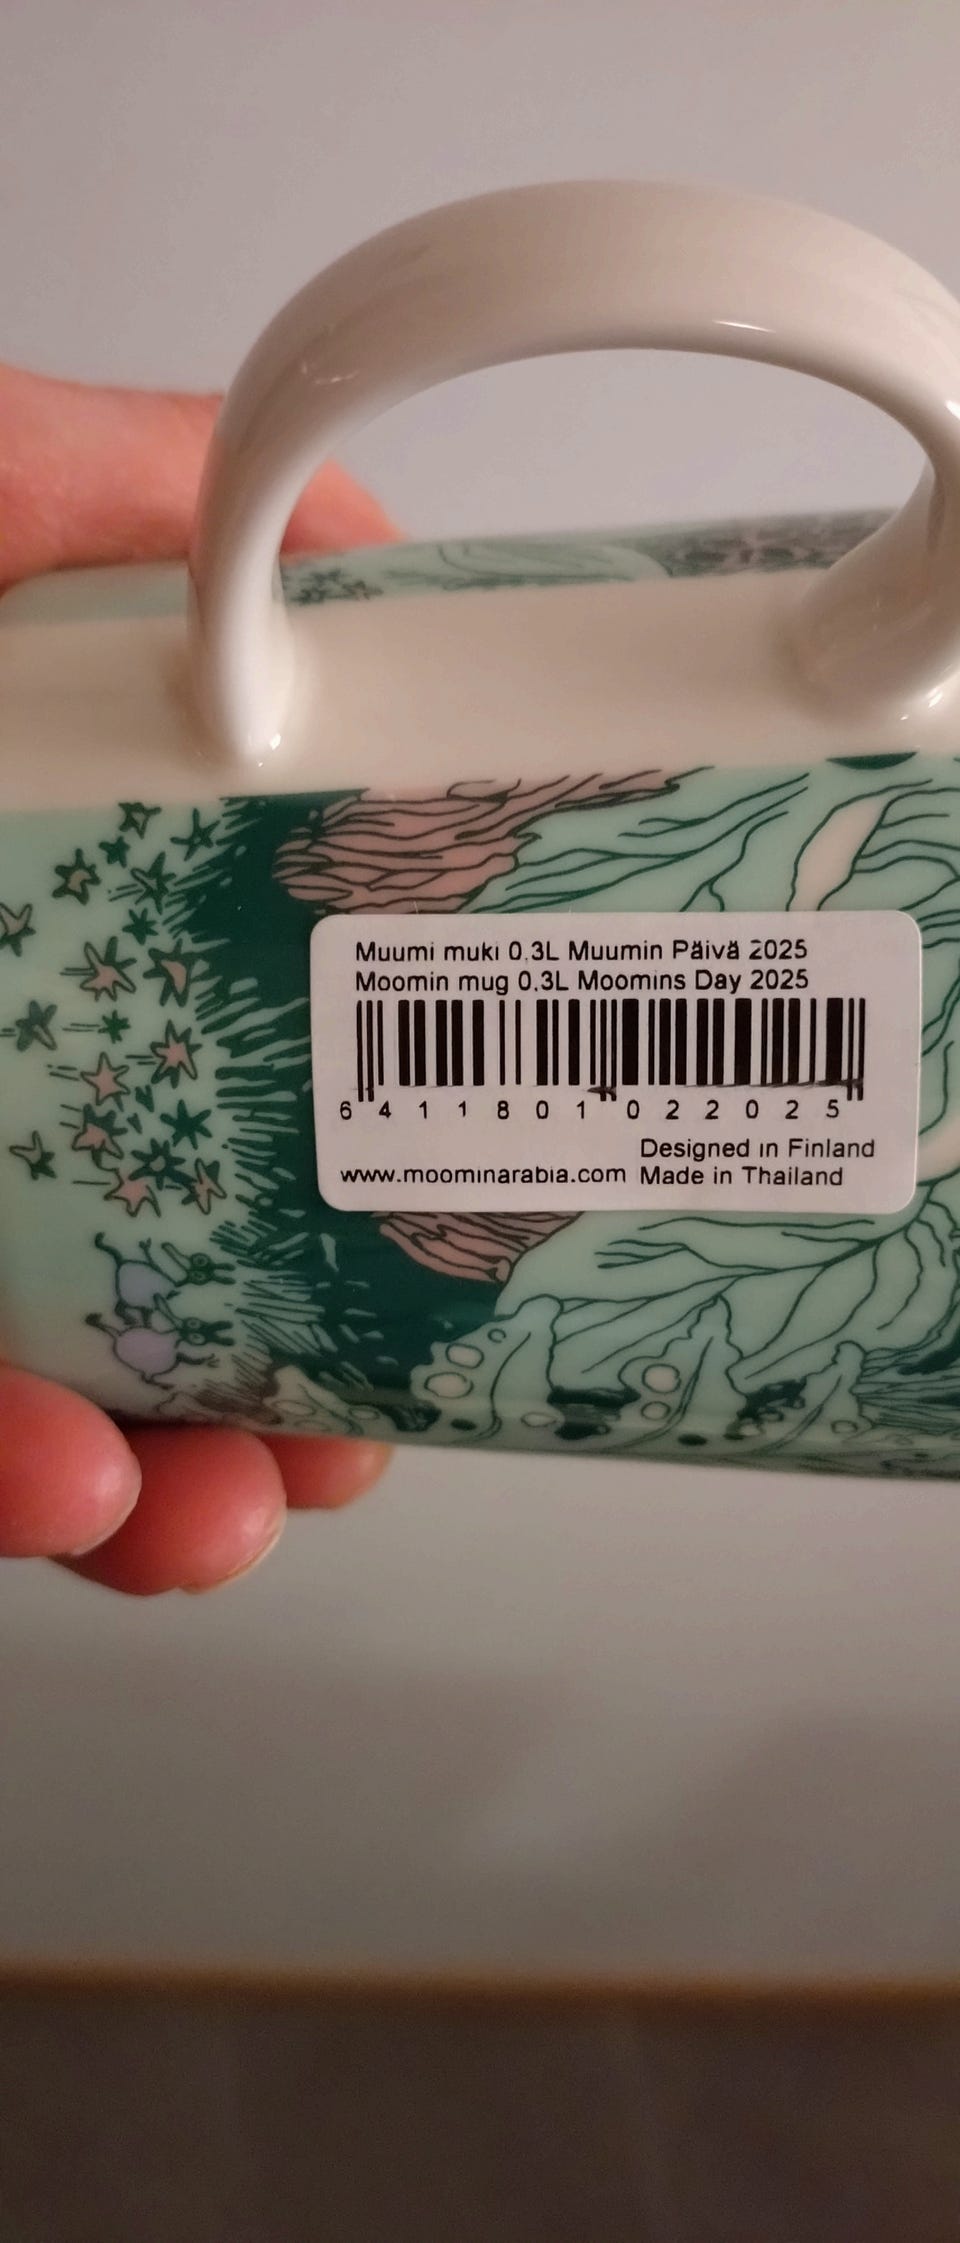 Muumi muki 0.3L Muumin Päivä 2025
Moomin mug 0.3L Moomins Day 2025
6 411801 022025
Designed in Finland
www.moominarabia.com Made in Thailand